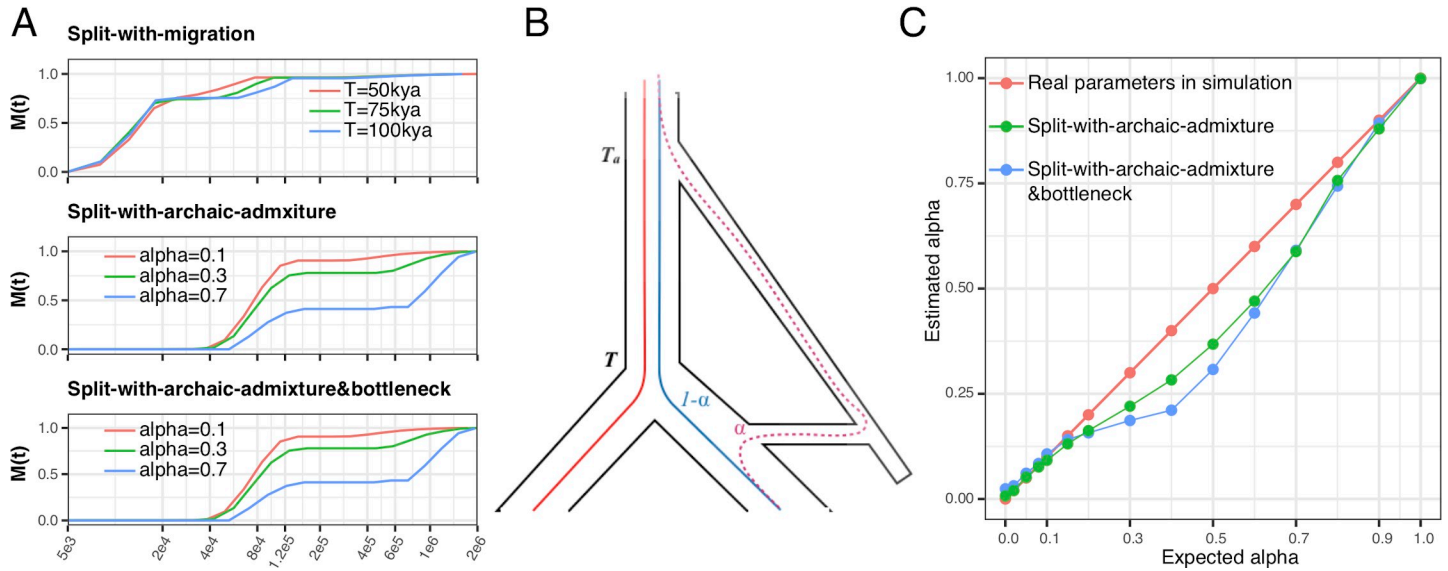 A
Split-with-migration
M(t)
1.0
0.5
0.0
T=50kya
T=75kya
T=100kya
Split-with-archaic-admxiture
M(t)
1.0
0.5
0.0
alpha=0.1
alpha=0.3
alpha=0.7
Split-with-archaic-admixture&bottleneck
M(t)
1.0
0.5
0.0
alpha=0.1
alpha=0.3
alpha=0.7
5e3 2e4 4e4 8e4 1.2e5 2e5 4e5 6e5 1e6 2e6
B
Ta
T
1-α
α
C
Estimated alpha
1.00
0.75
0.50
0.25
0.00
Real parameters in simulation
Split-with-archaic-admixture
Split-with-archaic-admixture
&bottleneck
0.0 0.1 0.3 0.5 0.7 0.9 1.0
Expected alpha